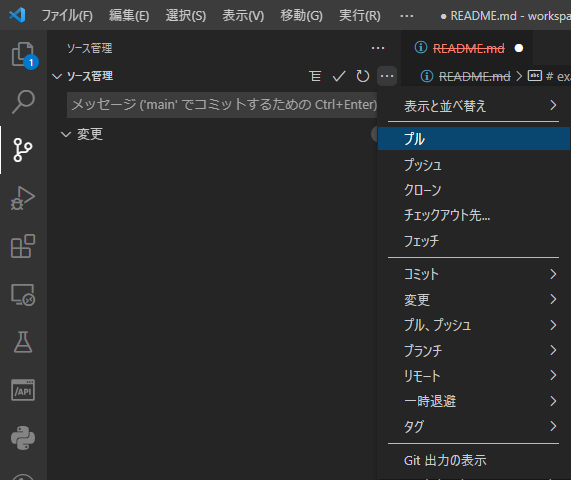 ファイル(F) 編集(E) 選択(S) 表示(V) 移動(G) 実行(R) ··· ● README.md - workspa
ソース管理 ···
README.md ●
ソース管理 ···
README.md > # exa
メッセージ ('main' でコミットするための Ctrl+Enter)
変更
表示と並べ替え
プル
プッシュ
クローン
チェックアウト先...
フェッチ
コミット
変更
プル、プッシュ
ブランチ
リモート
一時退避
タグ
Git 出力の表示
1
/API